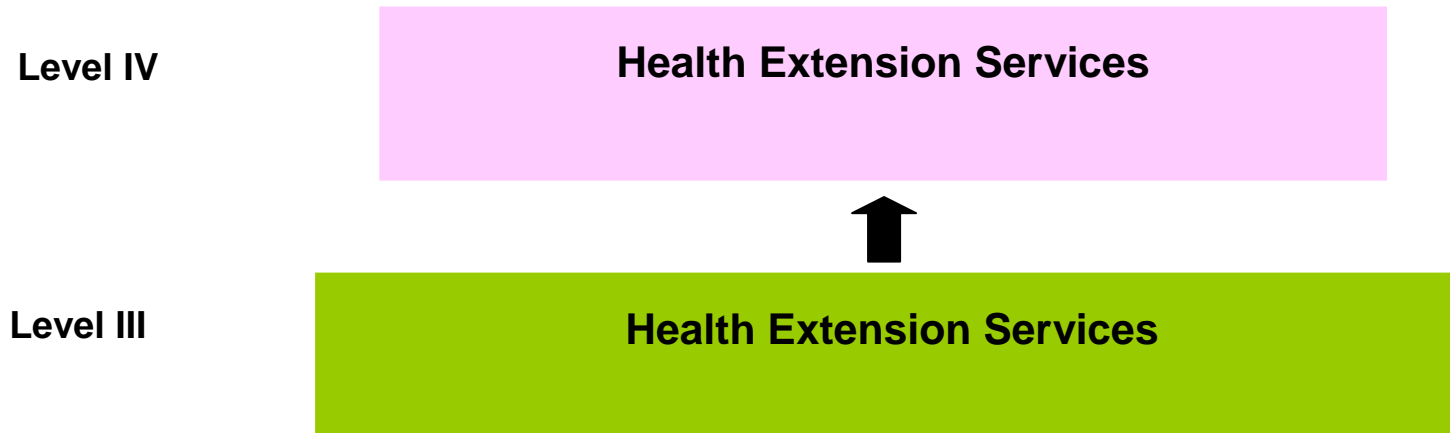 Level IV
Health Extension Services
Level III
Health Extension Services